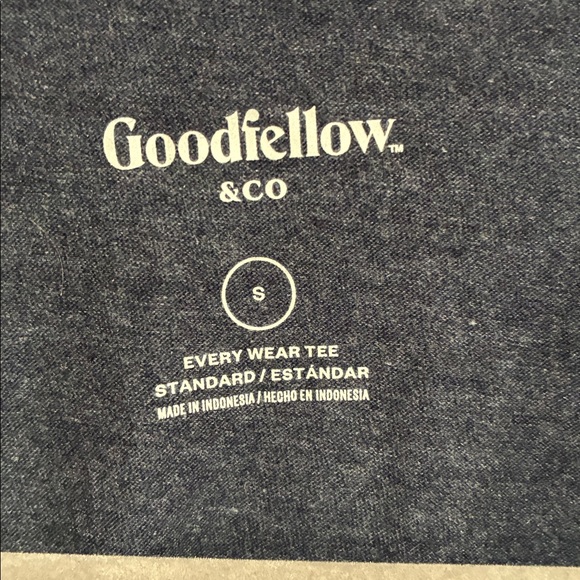 Goodfellow™
&CO
S
EVERY WEAR TEE
STANDARD / ESTÁNDAR
MADE IN INDONESIA / HECHO EN INDONESIA